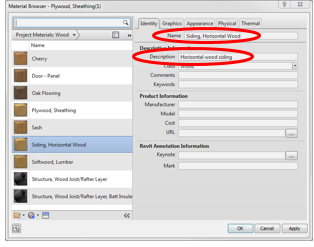 Material Browser - Plywood, Sheathing(1)
Identity Graphics Appearance Physical Thermal
Project Materials: Wood
Name Siding, Horizontal Wood
Name
Descriptive Information
Description Horizontal wood siding
Class Wood
Comments
Keywords
Product Information
Manufacturer
Model
Cost
URL ...
Revit Annotation Information
Keynote ...
Mark
Cherry
Door - Panel
Oak Flooring
Plywood, Sheathing
Sash
Siding, Horizontal Wood
Softwood, Lumber
Structure, Wood Joist/Rafter Layer
Structure, Wood Joist/Rafter Layer, Batt Insula
OK Cancel Apply